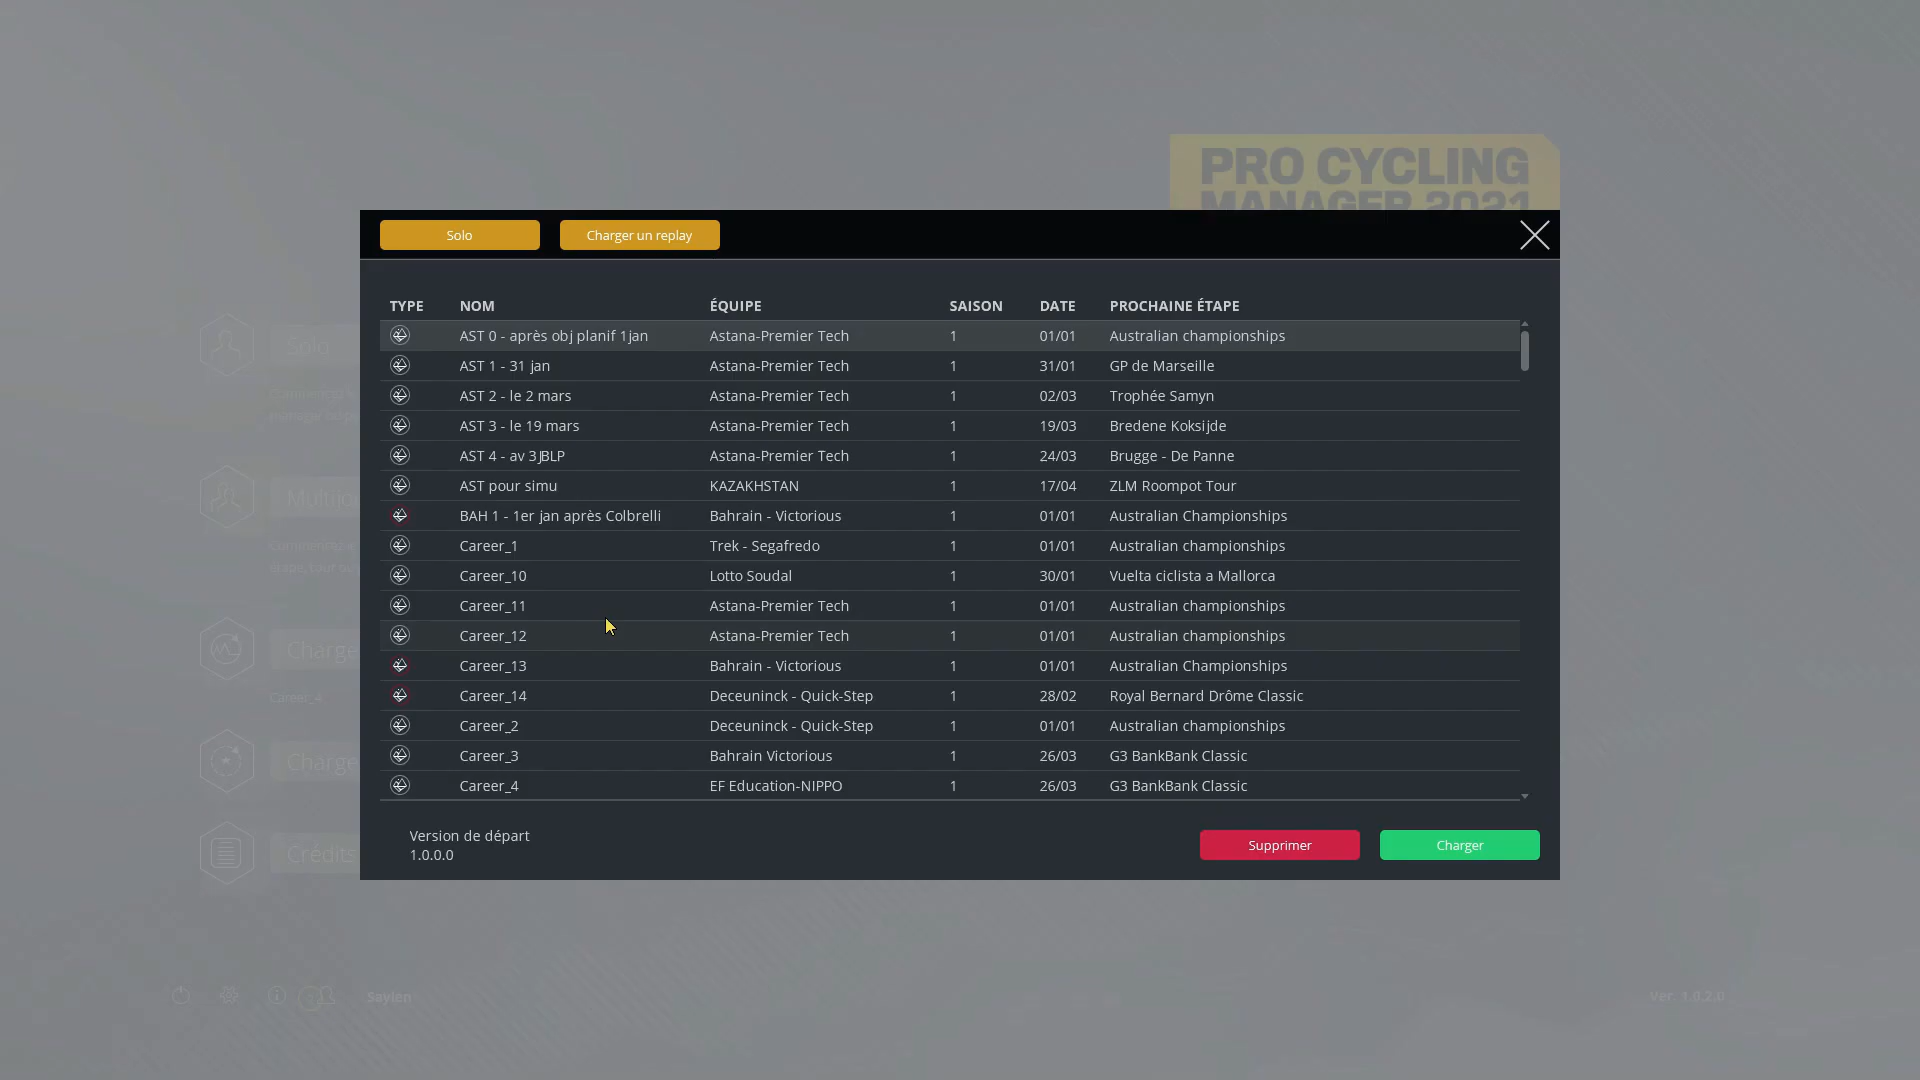 PRO CYCLING
MANAGER 2021
Solo
Charger un replay
TYPE NOM ÉQUIPE SAISON DATE PROCHAINE ÉTAPE
AST 0 - après obj planif 1jan Astana-Premier Tech 1 01/01 Australian championships
AST 1 - 31 jan Astana-Premier Tech 1 31/01 GP de Marseille
AST 2 - le 2 mars Astana-Premier Tech 1 02/03 Trophée Samyn
AST 3 - le 19 mars Astana-Premier Tech 1 19/03 Bredene Koksijde
AST 4 - av 3JBLP Astana-Premier Tech 1 24/03 Brugge - De Panne
AST pour simu KAZAKHSTAN 1 17/04 ZLM Roompot Tour
BAH 1 - 1er jan après Colbrelli Bahrain - Victorious 1 01/01 Australian Championships
Career_1 Trek - Segafredo 1 01/01 Australian championships
Career_10 Lotto Soudal 1 30/01 Vuelta ciclista a Mallorca
Career_11 Astana-Premier Tech 1 01/01 Australian championships
Career_12 Astana-Premier Tech 1 01/01 Australian championships
Career_13 Bahrain - Victorious 1 01/01 Australian Championships
Career_14 Deceuninck - Quick-Step 1 28/02 Royal Bernard Drôme Classic
Career_2 Deceuninck - Quick-Step 1 01/01 Australian championships
Career_3 Bahrain Victorious 1 26/03 G3 BankBank Classic
Career_4 EF Education-NIPPO 1 26/03 G3 BankBank Classic
Version de départ
1.0.0.0
Supprimer
Charger
Solo
Commencez
manager
Multijou
Commencez
étape, tour ou
Charge
Career_4
Charge
Crédits
Saylen
Ver. 1.0.2.0